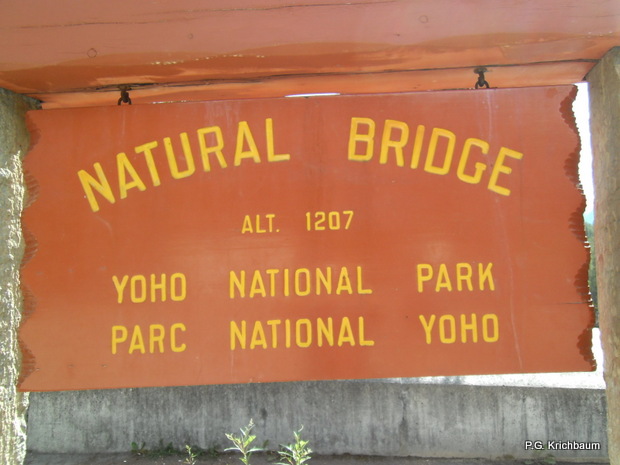 NATURAL BRIDGE
ALT. 1207
YOHO NATIONAL PARK
PARC NATIONAL YOHO
P.G. Krichbaum